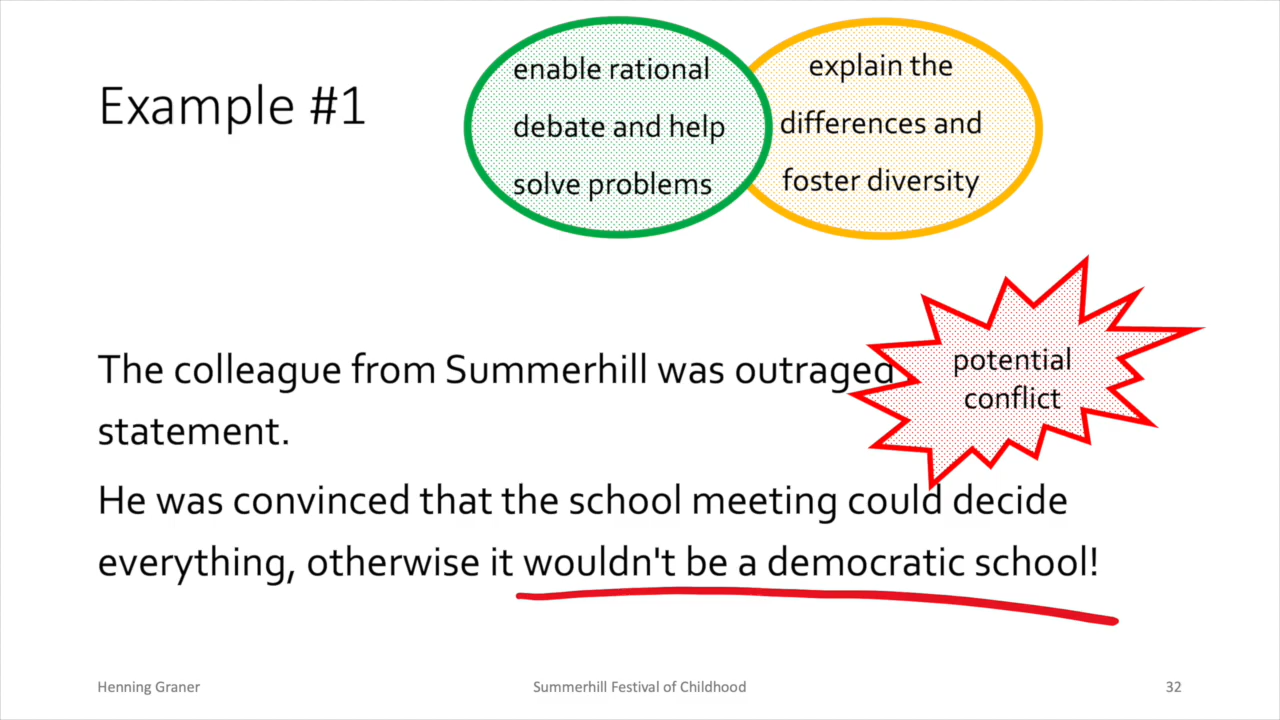 Example #1
enable rational
debate and help
solve problems
explain the
differences and
foster diversity
The colleague from Summerhill was outraged
statement.
potential
conflict
He was convinced that the school meeting could decide
everything, otherwise it wouldn't be a democratic school!
Henning Graner
Summerhill Festival of Childhood
32